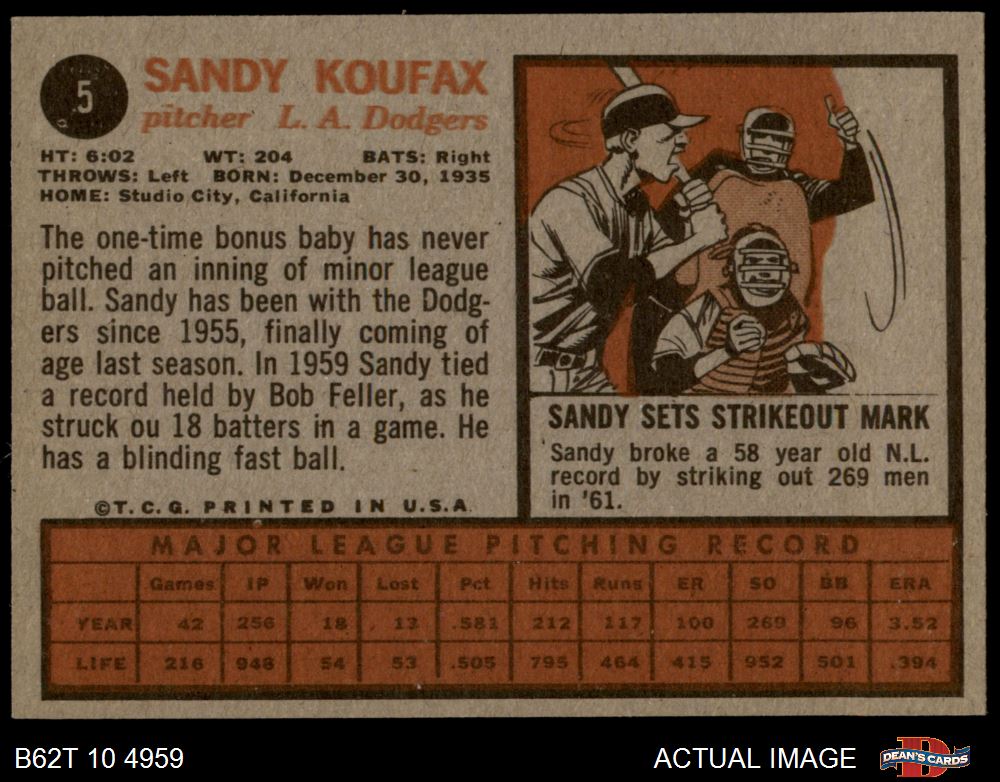 5
SANDY KOUFAX
pitcher L. A. Dodgers
HT: 6:02 WT: 204 BATS: Right
THROWS: Left BORN: December 30, 1935
HOME: Studio City, California
The one-time bonus baby has never
pitched an inning of minor league
ball. Sandy has been with the Dodg-
ers since 1955, finally coming of
age last season. In 1959 Sandy tied
a record held by Bob Feller, as he
struck ou 18 batters in a game. He
has a blinding fast ball.
©T. C. G. PRINTED IN U.S.A.
SANDY SETS STRIKEOUT MARK
Sandy broke a 58 year old N.L.
record by striking out 269 men
in '61.
MAJOR LEAGUE PITCHING RECORD
Games IP Won Lost Pct Hits Runs ER SO BB ERA
YEAR 42 256 18 13 .581 212 117 100 269 96 3.52
LIFE 216 948 54 53 .505 795 464 415 952 501 .394
B62T 10 4959 ACTUAL IMAGE DEAN'S CARDS